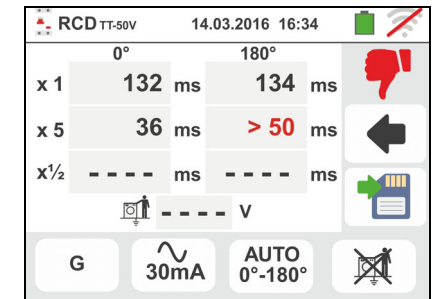 RCD TT-50V 14.03.2016 16:34
0° 180°
x 1 132 ms 134 ms
x 5 36 ms > 50 ms
x½ - - - - ms - - - - ms
- - - - V
G 30mA AUTO 0°-180°